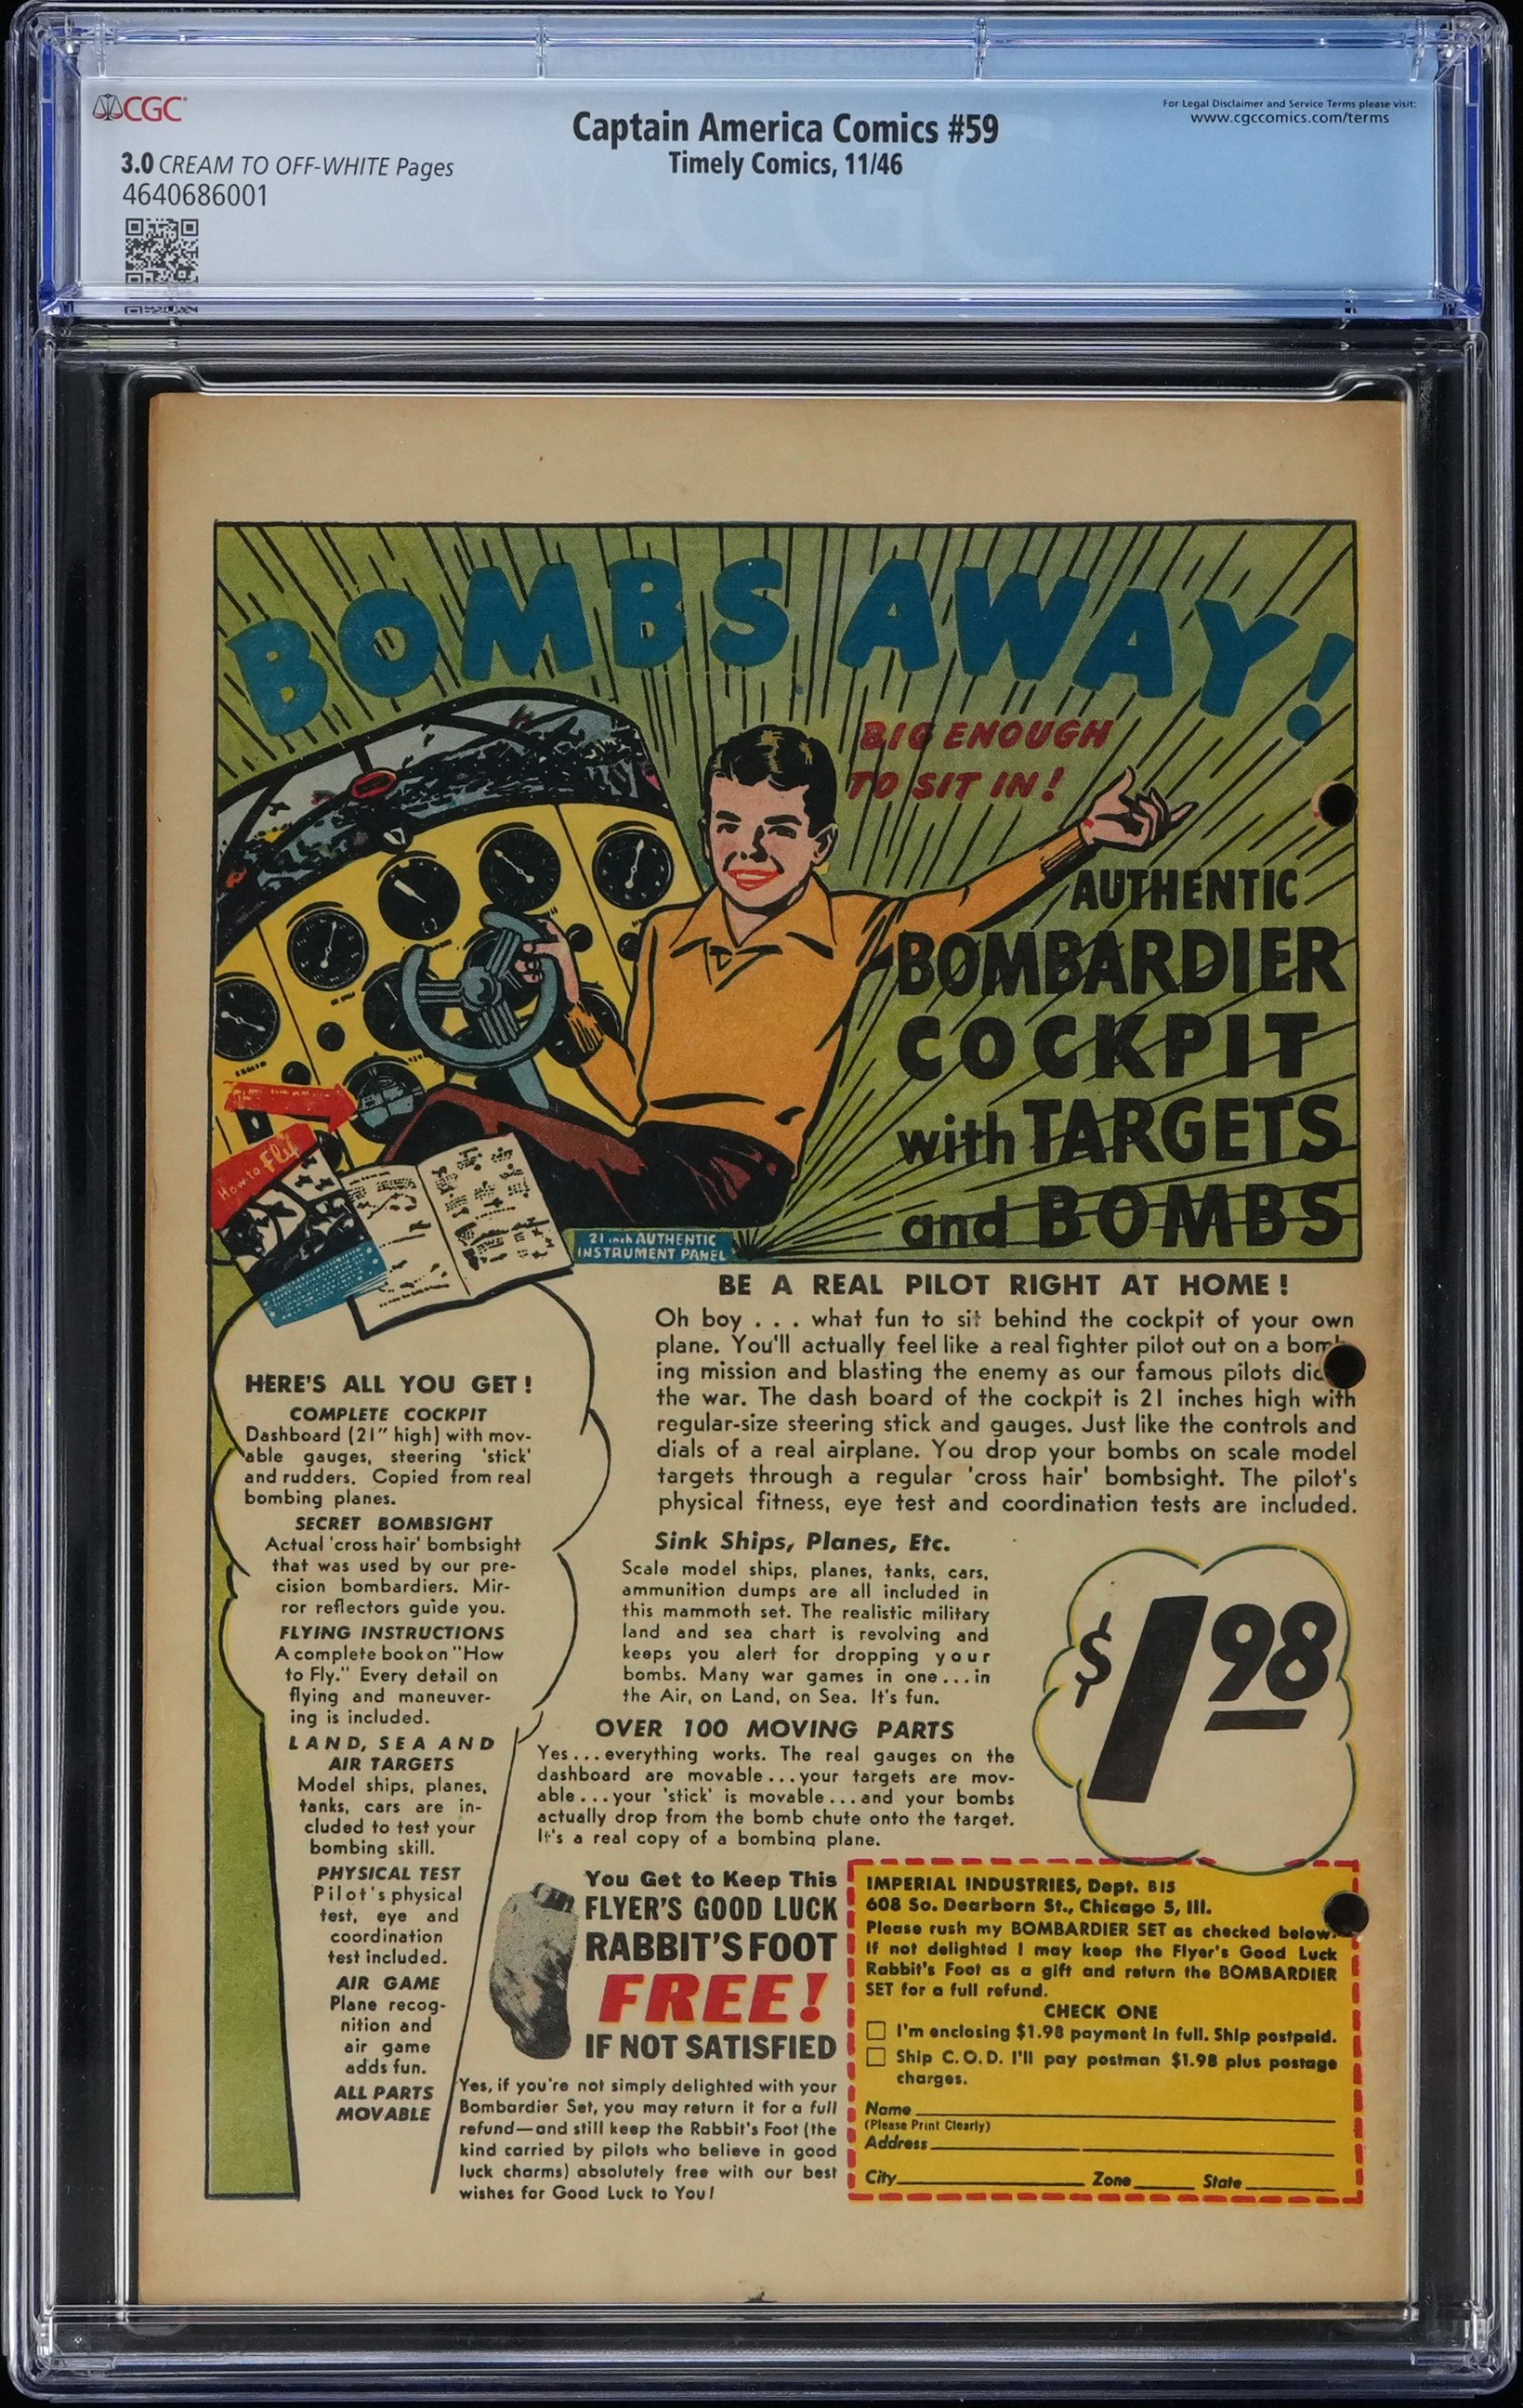 CGC
3.0 CREAM TO OFF-WHITE Pages
4640686001
Captain America Comics #59
Timely Comics, 11/46
For Legal Disclaimer and Service Terms please visit:
www.cgccomics.com/terms
BOMBS AWAY!
BIG ENOUGH
TO SIT IN!
AUTHENTIC
BOMBARDIER
COCKPIT
with TARGETS
and BOMBS
How to Fly
21 inch AUTHENTIC
INSTRUMENT PANEL
BE A REAL PILOT RIGHT AT HOME!
Oh boy . . . what fun to sit behind the cockpit of your own
plane. You'll actually feel like a real fighter pilot out on a bomb-
ing mission and blasting the enemy as our famous pilots did
the war. The dash board of the cockpit is 21 inches high with
regular-size steering stick and gauges. Just like the controls and
dials of a real airplane. You drop your bombs on scale model
targets through a regular 'cross hair' bombsight. The pilot's
physical fitness, eye test and coordination tests are included.
HERE'S ALL YOU GET!
COMPLETE COCKPIT
Dashboard (21" high) with mov-
able gauges, steering 'stick'
and rudders. Copied from real
bombing planes.
SECRET BOMBSIGHT
Actual 'cross hair' bombsight
that was used by our pre-
cision bombardiers. Mir-
ror reflectors guide you.
FLYING INSTRUCTIONS
A complete book on "How
to Fly." Every detail on
flying and maneuver-
ing is included.
LAND, SEA AND
AIR TARGETS
Model ships, planes,
tanks, cars are in-
cluded to test your
bombing skill.
PHYSICAL TEST
Pilot's physical
test, eye and
coordination
test included.
AIR GAME
Plane recog-
nition and
air game
adds fun.
ALL PARTS
MOVABLE
Sink Ships, Planes, Etc.
Scale model ships, planes, tanks, cars,
ammunition dumps are all included in
this mammoth set. The realistic military
land and sea chart is revolving and
keeps you alert for dropping your
bombs. Many war games in one...in
the Air, on Land, on Sea. It's fun.
$1.98
OVER 100 MOVING PARTS
Yes...everything works. The real gauges on the
dashboard are movable...your targets are mov-
able...your 'stick' is movable...and your bombs
actually drop from the bomb chute onto the target.
It's a real copy of a bombing plane.
You Get to Keep This
FLYER'S GOOD LUCK
RABBIT'S FOOT
FREE!
IF NOT SATISFIED
Yes, if you're not simply delighted with your
Bombardier Set, you may return it for a full
refund—and still keep the Rabbit's Foot (the
kind carried by pilots who believe in good
luck charms) absolutely free with our best
wishes for Good Luck to You!
IMPERIAL INDUSTRIES, Dept. B15
608 So. Dearborn St., Chicago 5, Ill.
Please rush my BOMBARDIER SET as checked below.
If not delighted I may keep the Flyer's Good Luck
Rabbit's Foot as a gift and return the BOMBARDIER
SET for a full refund.
CHECK ONE
I'm enclosing $1.98 payment in full. Ship postpaid.
Ship C.O.D. I'll pay postman $1.98 plus postage
charges.
Name
(Please Print Clearly)
Address
City Zone State